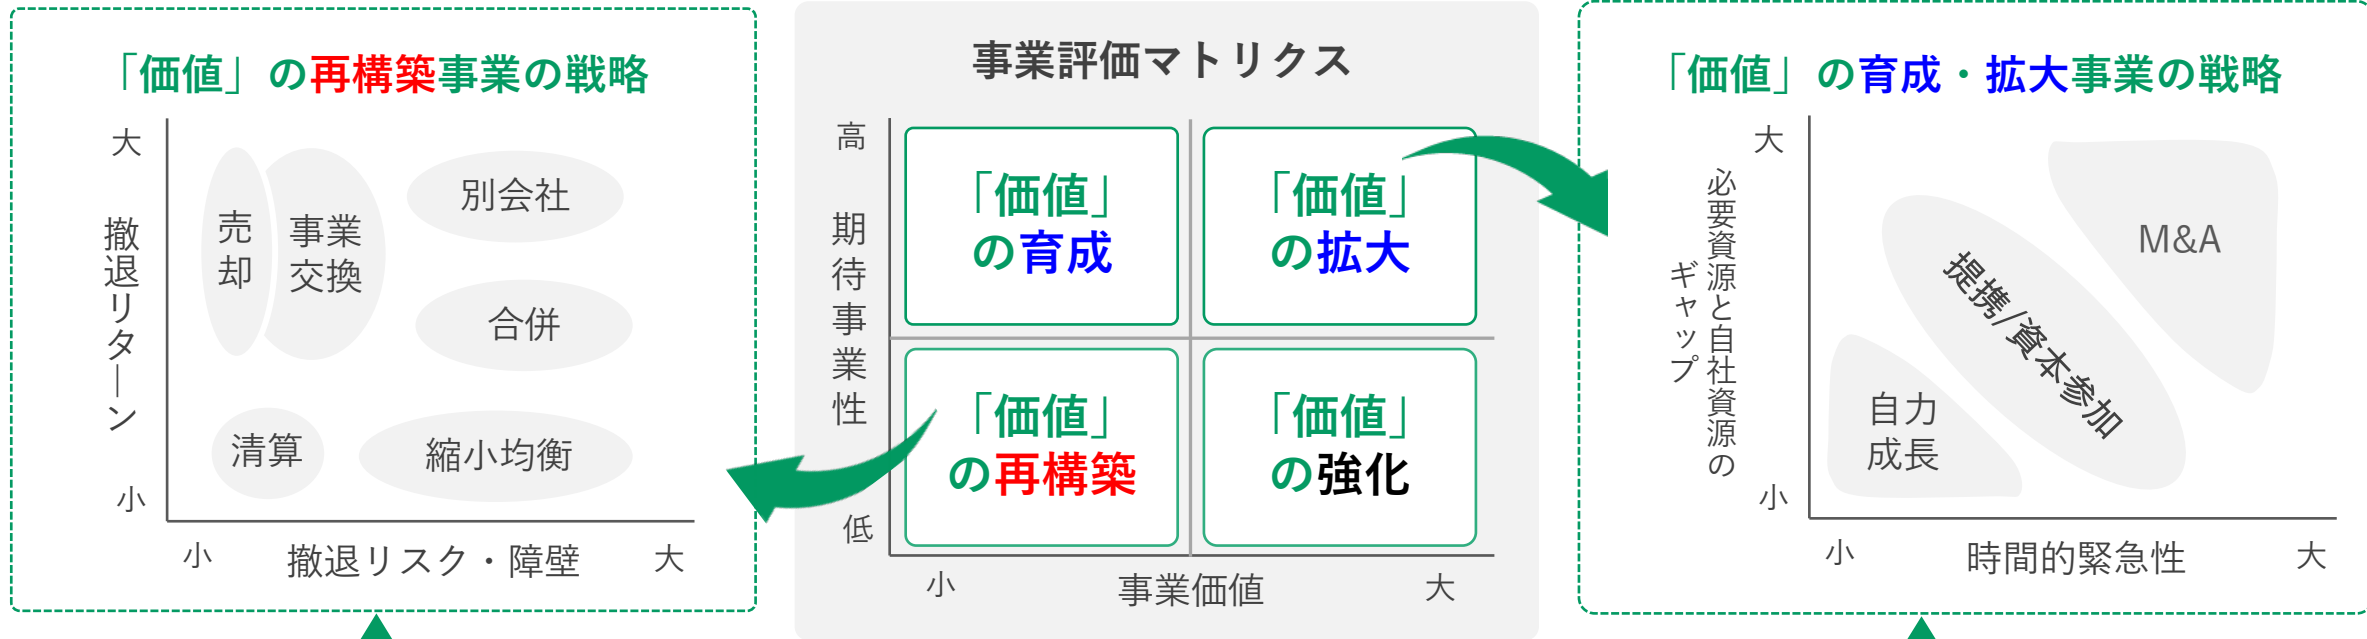 「価値」の再構築事業の戦略
大
撤退リターン
小
売却
事業
交換
別会社
合併
清算
縮小均衡
小
撤退リスク・障壁
大
事業評価マトリクス
高
期待事業性
低
「価値」
の育成
「価値」
の拡大
「価値」
の再構築
「価値」
の強化
小
事業価値
大
「価値」の育成・拡大事業の戦略
大
必要資源と自社資源の
ギャップ
小
M&A
提携/資本参加
自力
成長
小
時間的緊急性
大